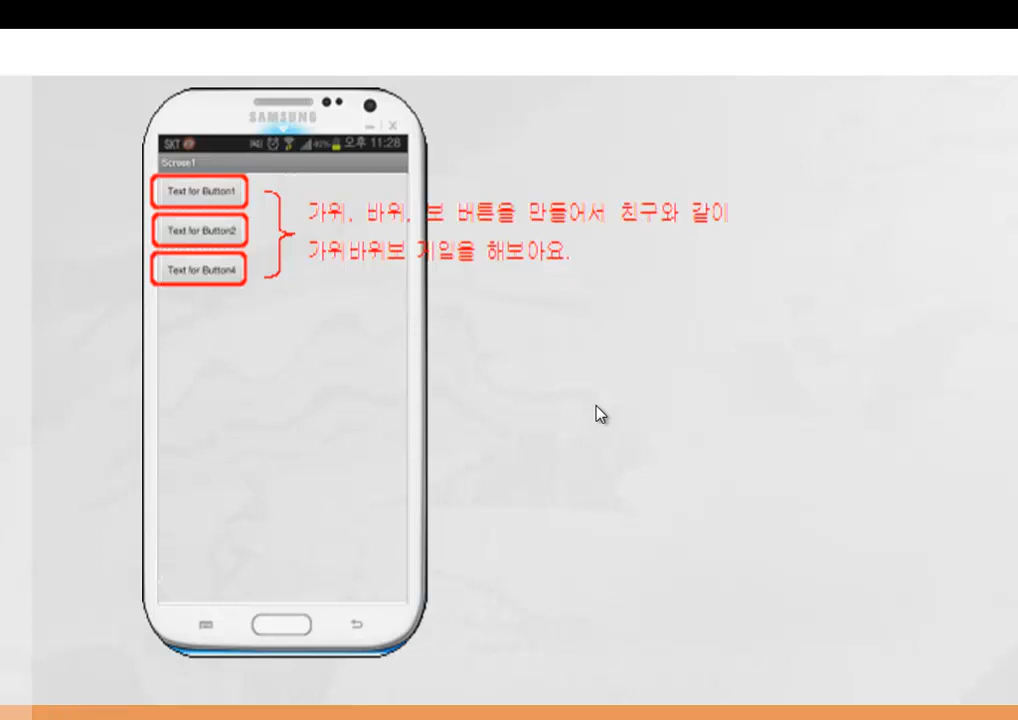 SAMSUNG
SKT 40% 오후 11:28
Screen1
Text for Button1
Text for Button2
Text for Button4
가위, 바위, 보 버튼을 만들어서 친구와 같이
가위바위보 게임을 해보아요.